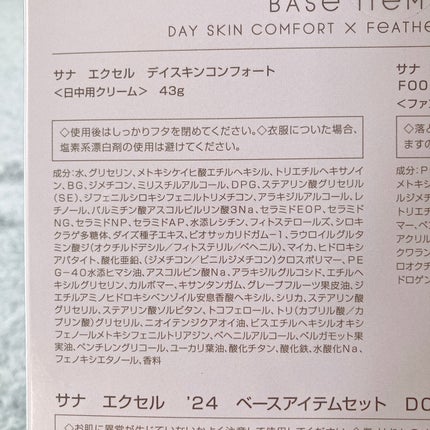 BASE ITEMS
DAY SKIN COMFORT × FEATHE
サナ エクセル デイスキンコンフォート
<日中用クリーム> 43g
◇使用後はしっかりフタを閉めてください。◇衣服についた場合、
塩素系漂白剤の使用は避けてください。
成分:水、グリセリン、メトキシケイヒ酸エチルヘキシル、トリエチルヘキサノイ
ン、BG、ジメチコン、ミリスチルアルコール、DPG、ステアリン酸グリセリル
(SE)、ジフェニルシロキシフェニルトリメチコン、アラキジルアルコール、レ
チノール、パルミチン酸アスコルビルリン酸3Na、セラミドEOP、セラミド
NG、セラミドNP、セラミドAP、水添レシチン、フィトステロールズ、シロキ
クラゲ多糖体、ダイズ種子エキス、ビオサッカリドガム-1、ラウロイルグルタ
ミン酸ジ(オクチルドデシル/フィトステリル/ベヘニル)、マイカ、ヒドロキシ
アパタイト、酸化亜鉛、(ジメチコン/ビニルジメチコン)クロスポリマー、PE
G-40水添ヒマシ油、アスコルビン酸Na、アラキジルグルコシド、エチルヘ
キシルグリセリン、カルボマー、キサンタンガム、グレープフルーツ果皮油、ジ
エチルアミノヒドロキシベンゾイル安息香酸ヘキシル、シリカ、ステアリン酸
グリセリル、ステアリン酸ソルビタン、トコフェロール、トリ(カプリル酸/カ
プリン酸)グリセリル、ニオイテンジクアオイ油、ビスエチルヘキシルオキシ
フェノールメトキシフェニルトリアジン、ベヘニルアルコール、ベルガモット果
実油、ペンチレングリコール、ユーカリ葉油、酸化チタン、酸化鉄、水酸化Na、
フェノキシエタノール、香料
サナ エクセル '24 ベースアイテムセット DC
サナ
FOO
<ファ
◇落と
ますの
成分:P
メトキシ